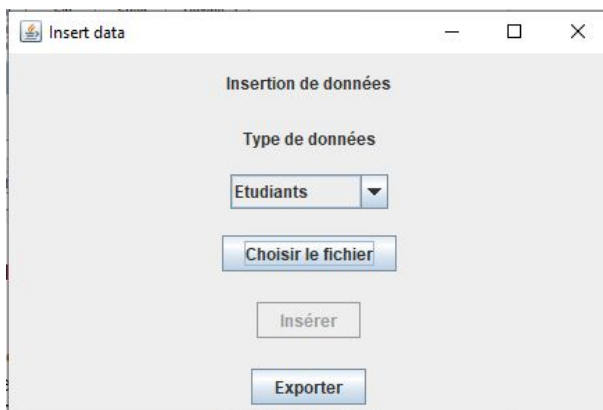 Insert data
Insertion de données
Type de données
Etudiants
Choisir le fichier
Insérer
Exporter